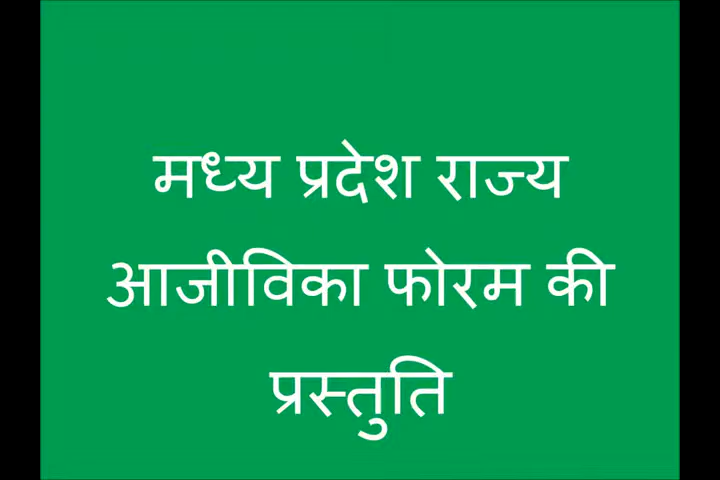 मध्य प्रदेश राज्य
आजीविका फोरम की
प्रस्तुति